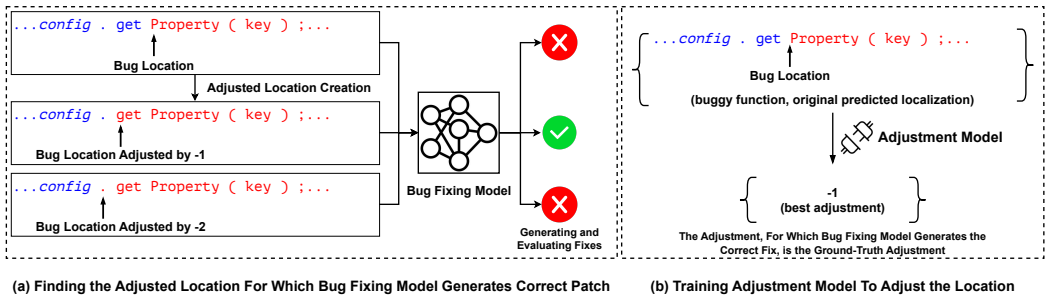 ...config . get Property ( key ) ;...
Bug Location
Adjusted Location Creation
...config . get Property ( key ) ;...
Bug Location Adjusted by -1
...config . get Property ( key ) ;...
Bug Location Adjusted by -2
Bug Fixing Model
Generating and
Evaluating Fixes
(a) Finding the Adjusted Location For Which Bug Fixing Model Generates Correct Patch
...config . get Property ( key ) ;...
Bug Location
(buggy function, original predicted localization)
Adjustment Model
-1
(best adjustment)
The Adjustment, For Which Bug Fixing Model Generates the
Correct Fix, is the Ground-Truth Adjustment
(b) Training Adjustment Model To Adjust the Location